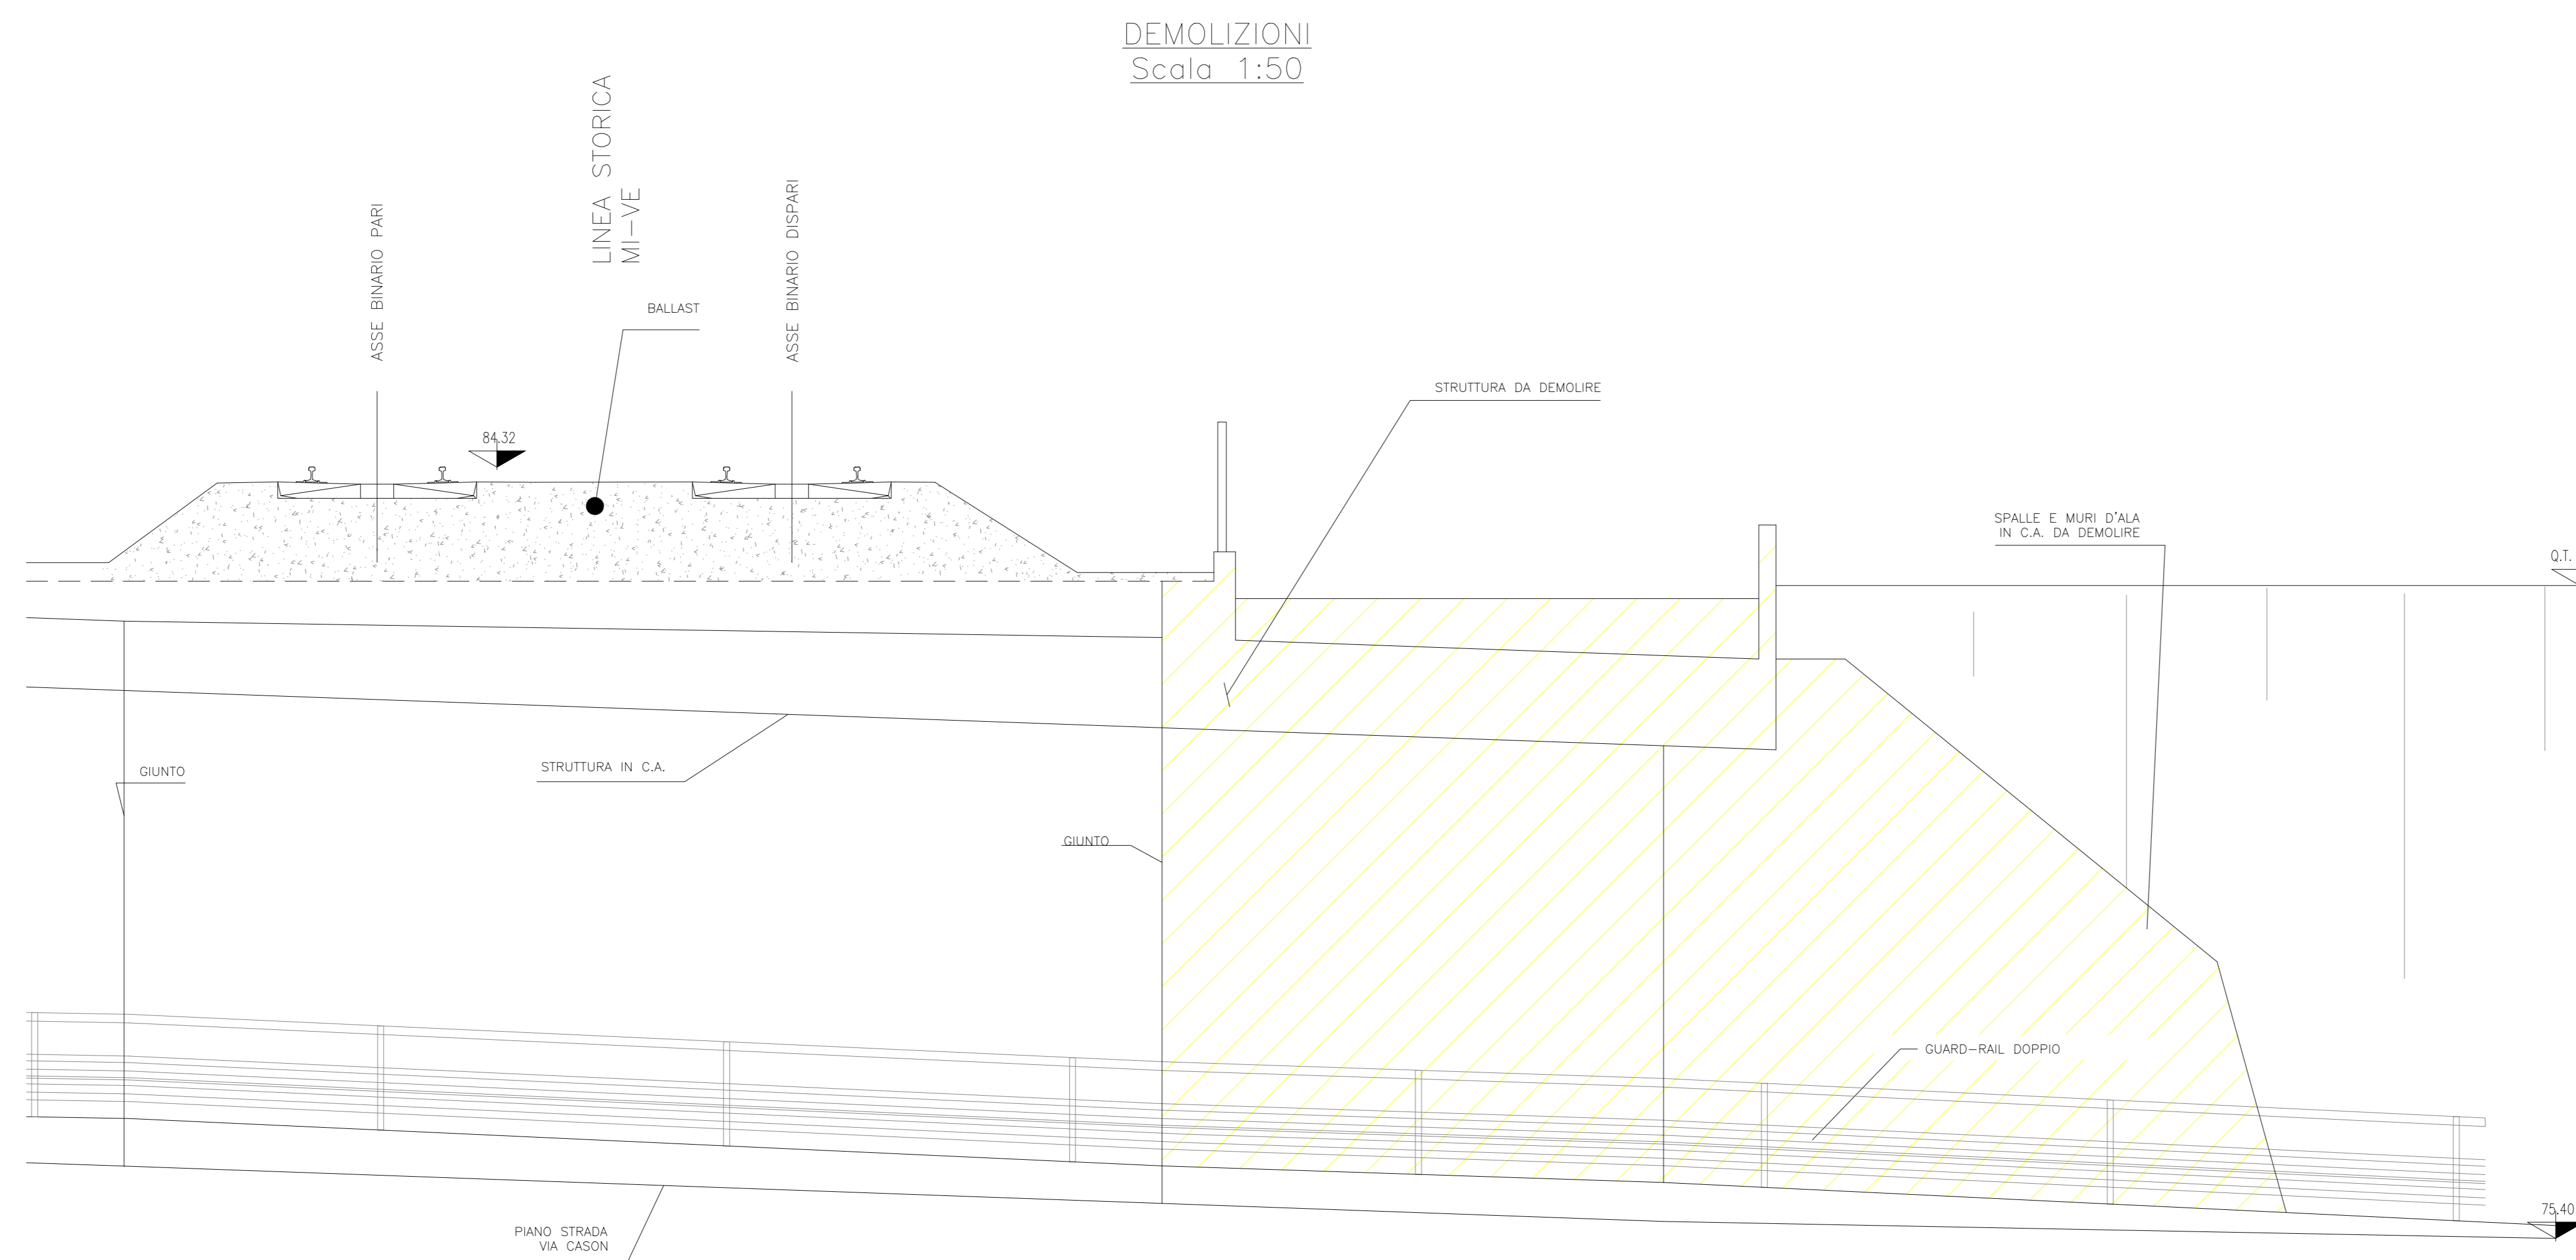 DEMOLIZIONI
Scala 1:50
LINEA STORICA
MI-VE
ASSE BINARIO PARI
ASSE BINARIO DISPARI
BALLAST
STRUTTURA DA DEMOLIRE
84.32
SPALLE E MURI D'ALA
IN C.A. DA DEMOLIRE
Q.T.
STRUTTURA IN C.A.
GIUNTO
GIUNTO
GUARD-RAIL DOPPIO
75.40
PIANO STRADA
VIA CASON